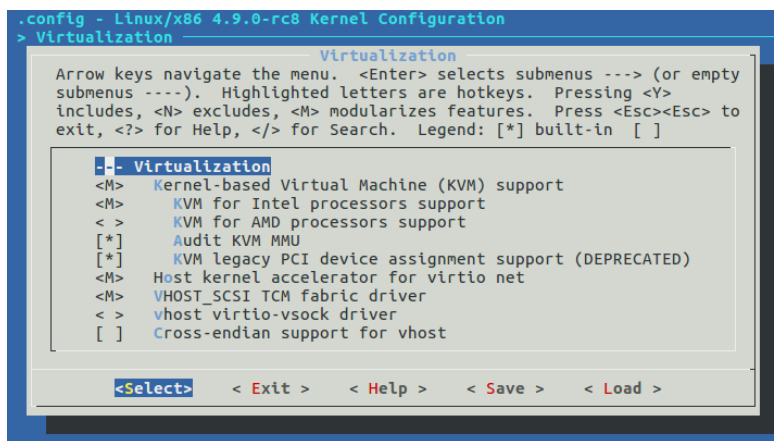 .config - Linux/x86 4.9.0-rc8 Kernel Configuration
> Virtualization
Virtualization
Arrow keys navigate the menu.  <Enter> selects submenus ---> (or empty
submenus ----).  Highlighted letters are hotkeys.  Pressing <Y>
includes, <N> excludes, <M> modularizes features.  Press <Esc><Esc> to
exit, <?> for Help, </> for Search.  Legend: [*] built-in  [ ]
--- Virtualization
<M>   Kernel-based Virtual Machine (KVM) support
<M>     KVM for Intel processors support
< >     KVM for AMD processors support
[*]     Audit KVM MMU
[*]     KVM legacy PCI device assignment support (DEPRECATED)
<M>   Host kernel accelerator for virtio net
<M>   VHOST_SCSI TCM fabric driver
< >   vhost virtio-vsock driver
[ ]   Cross-endian support for vhost
<Select>    < Exit >    < Help >    < Save >    < Load >